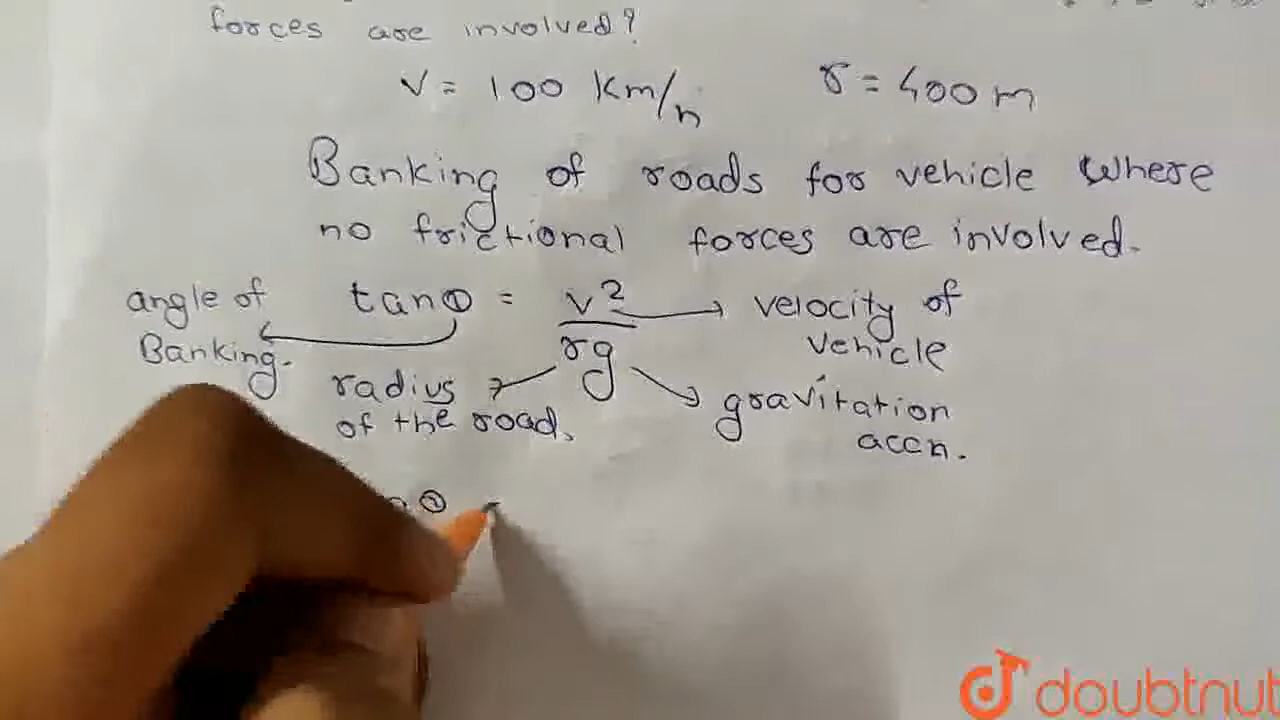 forces are involved?
v = 100 km/h r = 400 m
Banking of roads for vehicle where
no frictional forces are involved.
angle of Banking. tanθ = v²/rg → velocity of vehicle
radius of the road. gravitation accn.
θ
doubtnut